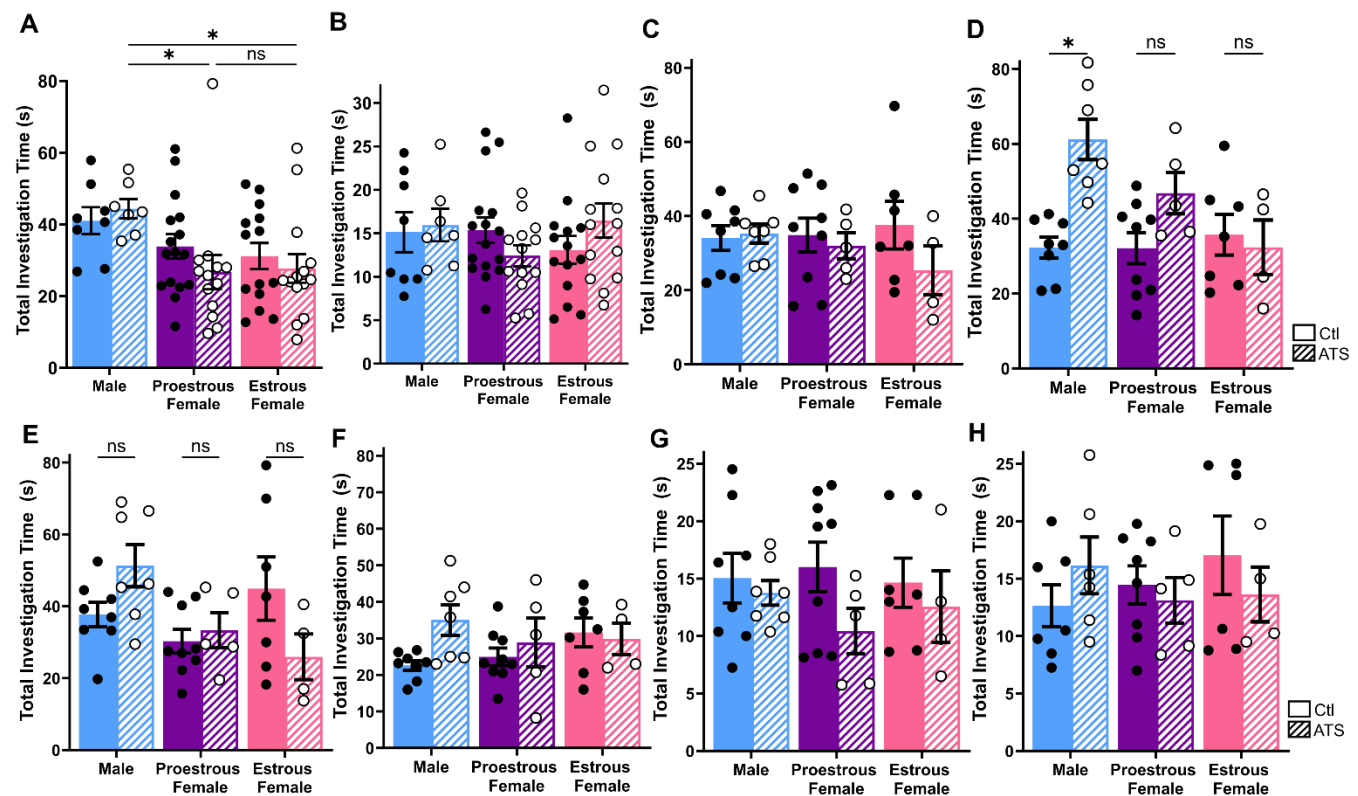 A
*
*
ns
Total Investigation Time (s)
80
60
40
20
0
Male
Proestrous
Female
Estrous
Female
B
Total Investigation Time (s)
30
25
20
15
10
5
0
Male
Proestrous
Female
Estrous
Female
C
Total Investigation Time (s)
80
60
40
20
0
Male
Proestrous
Female
Estrous
Female
D
*
ns
ns
Total Investigation Time (s)
80
60
40
20
0
Male
Proestrous
Female
Estrous
Female
Ctl
ATS
E
ns
ns
ns
Total Investigation Time (s)
80
60
40
20
0
Male
Proestrous
Female
Estrous
Female
F
Total Investigation Time (s)
80
70
60
50
40
30
20
10
0
Male
Proestrous
Female
Estrous
Female
G
Total Investigation Time (s)
25
20
15
10
5
0
Male
Proestrous
Female
Estrous
Female
H
Total Investigation Time (s)
25
20
15
10
5
0
Male
Proestrous
Female
Estrous
Female
Ctl
ATS